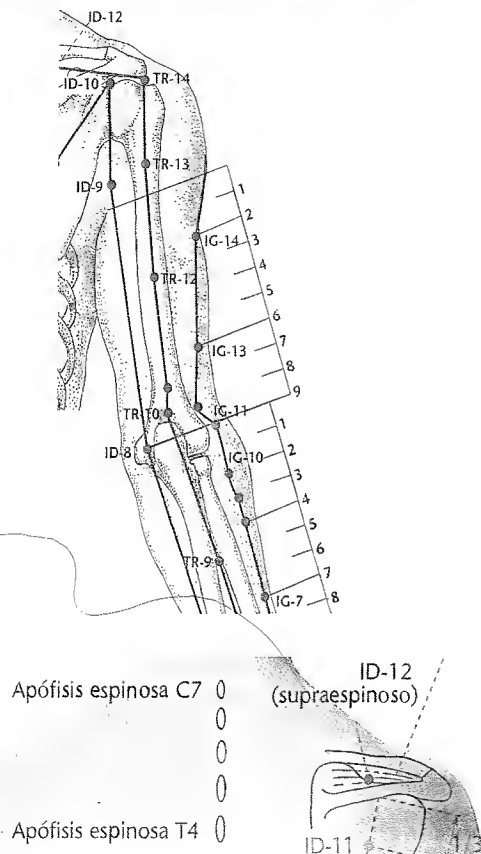 ID-12
ID-10
TR-14
TR-13
ID-9
1
2
IG-14
3
4
TR-12
5
6
IG-13
7
8
9
TR-10
IG-11
1
ID-8
IG-10
2
3
4
5
6
TR-9
7
IG-7
8
ID-12
(supraespinoso)
Apófisis espinosa C7
Apófisis espinosa T4
ID-11
1/3